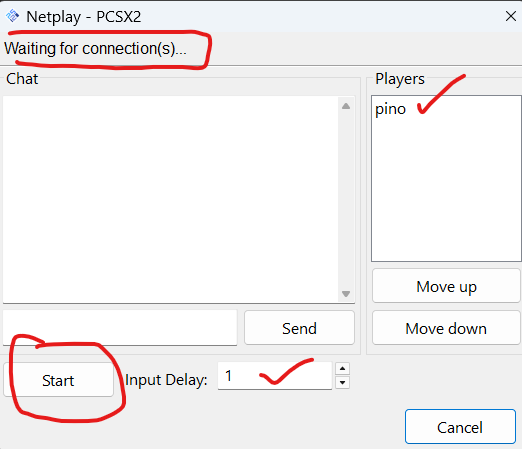 Netplay - PCSX2
Waiting for connection(s)...
Chat
Players
pino
Move up
Send
Move down
Start
Input Delay:
1
Cancel